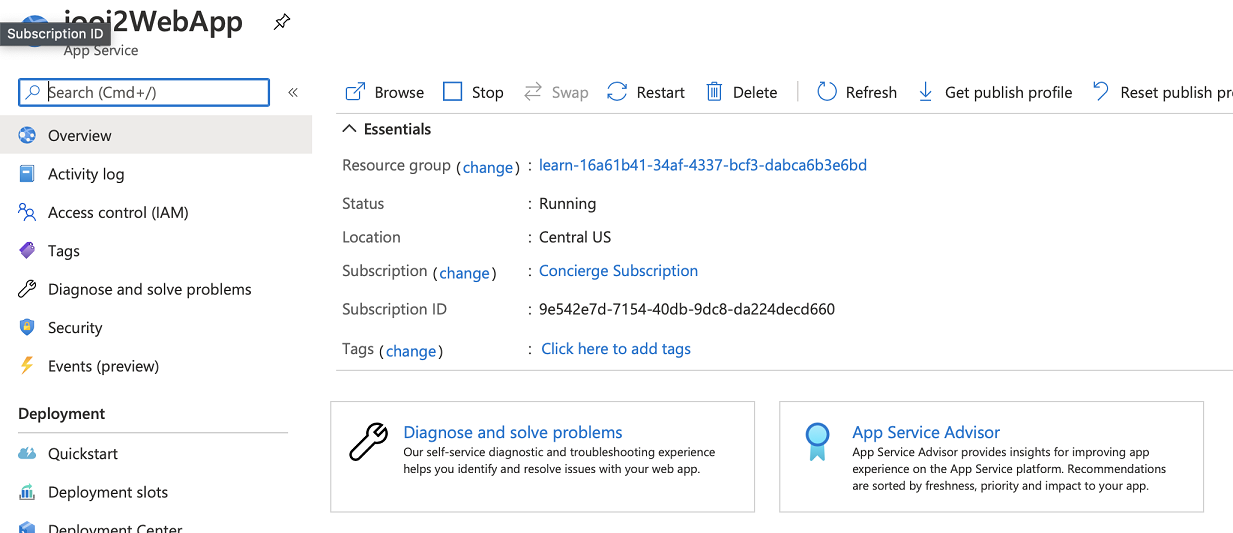 2WebApp
Subscription ID
App Service
Search (Cmd+/)
«
Browse
Stop
Swap
Restart
Delete
Refresh
Get publish profile
Reset publish pr
Overview
Activity log
Access control (IAM)
Tags
Diagnose and solve problems
Security
Events (preview)
Deployment
Quickstart
Deployment slots
Deployment Center
Essentials
Resource group (change) : learn-16a61b41-34af-4337-bcf3-dabca6b3e6bd
Status : Running
Location : Central US
Subscription (change) : Concierge Subscription
Subscription ID : 9e542e7d-7154-40db-9dc8-da224decd660
Tags (change) : Click here to add tags
Diagnose and solve problems
Our self-service diagnostic and troubleshooting experience
helps you identify and resolve issues with your web app.
App Service Advisor
App Service Advisor provides insights for improving app
experience on the App Service platform. Recommendations
are sorted by freshness, priority and impact to your app.